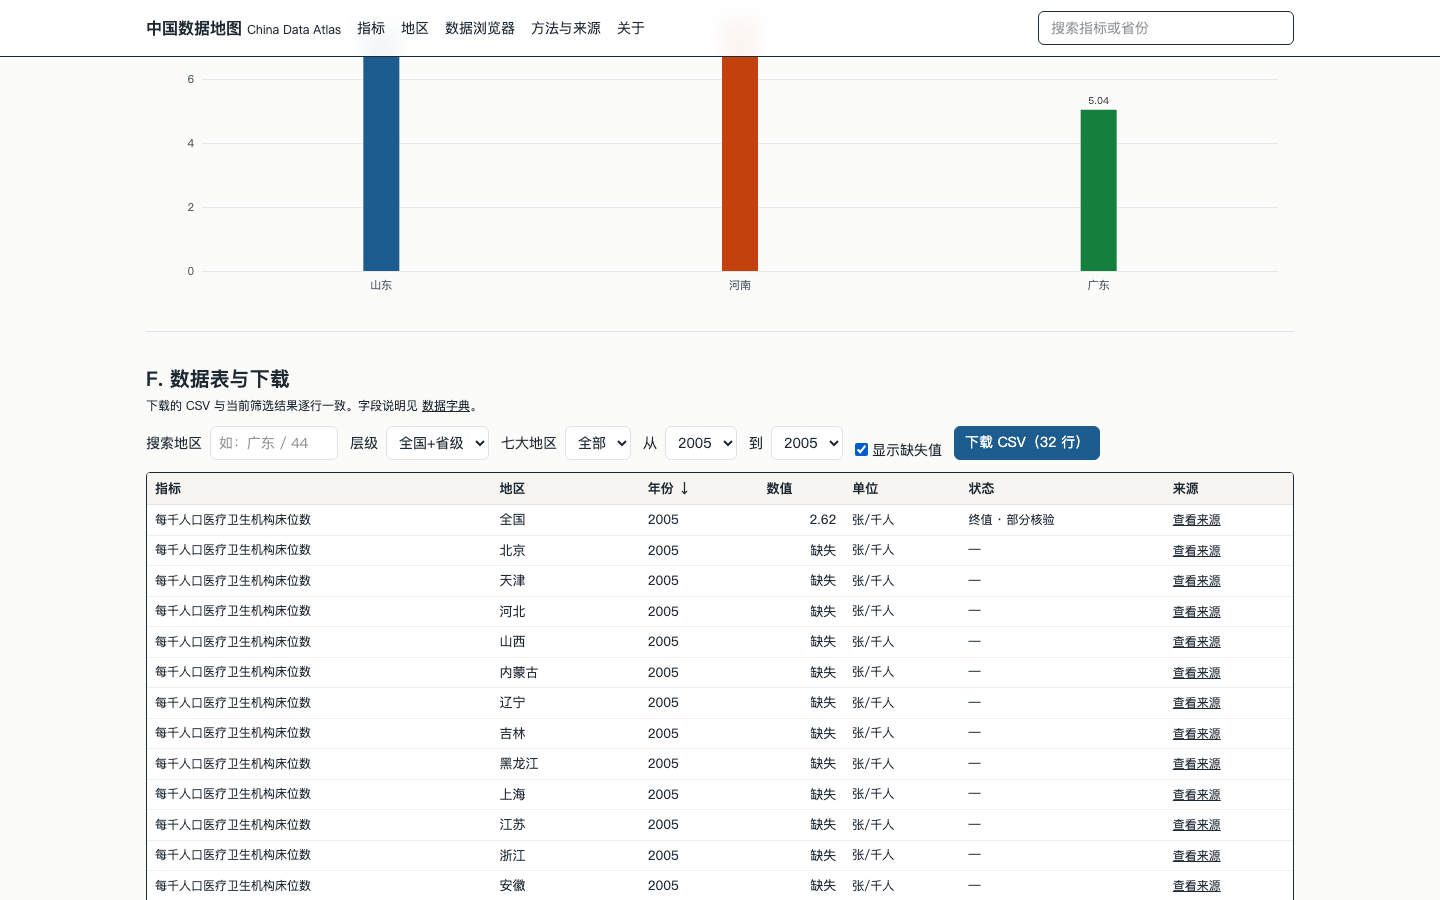 中国数据地图 China Data Atlas 指标 地区 数据浏览器 方法与来源 关于 搜索指标或省份
6
5.04
4
2
0
山东 河南 广东
F. 数据表与下载
下载的 CSV 与当前筛选结果逐行一致。字段说明见 数据字典。
搜索地区 如：广东 / 44 层级 全国+省级 七大地区 全部 从 2005 到 2005 显示缺失值 下载 CSV（32 行）
指标 地区 年份 ↓ 数值 单位 状态 来源
每千人口医疗卫生机构床位数 全国 2005 2.62 张/千人 终值 · 部分核验 查看来源
每千人口医疗卫生机构床位数 北京 2005 缺失 张/千人 — 查看来源
每千人口医疗卫生机构床位数 天津 2005 缺失 张/千人 — 查看来源
每千人口医疗卫生机构床位数 河北 2005 缺失 张/千人 — 查看来源
每千人口医疗卫生机构床位数 山西 2005 缺失 张/千人 — 查看来源
每千人口医疗卫生机构床位数 内蒙古 2005 缺失 张/千人 — 查看来源
每千人口医疗卫生机构床位数 辽宁 2005 缺失 张/千人 — 查看来源
每千人口医疗卫生机构床位数 吉林 2005 缺失 张/千人 — 查看来源
每千人口医疗卫生机构床位数 黑龙江 2005 缺失 张/千人 — 查看来源
每千人口医疗卫生机构床位数 上海 2005 缺失 张/千人 — 查看来源
每千人口医疗卫生机构床位数 江苏 2005 缺失 张/千人 — 查看来源
每千人口医疗卫生机构床位数 浙江 2005 缺失 张/千人 — 查看来源
每千人口医疗卫生机构床位数 安徽 2005 缺失 张/千人 — 查看来源